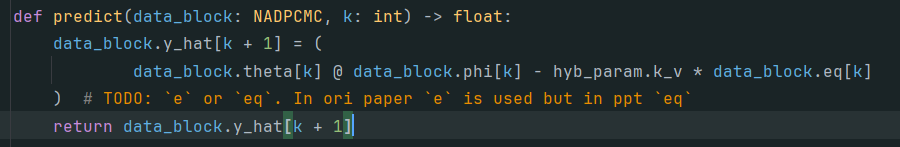 def predict(data_block: NADPCMC, k: int) -> float:
    data_block.y_hat[k + 1] = (
            data_block.theta[k] @ data_block.phi[k] - hyb_param.k_v * data_block.eq[k]
    )  # TODO: `e` or `eq`. In ori paper `e` is used but in ppt `eq`
    return data_block.y_hat[k + 1]